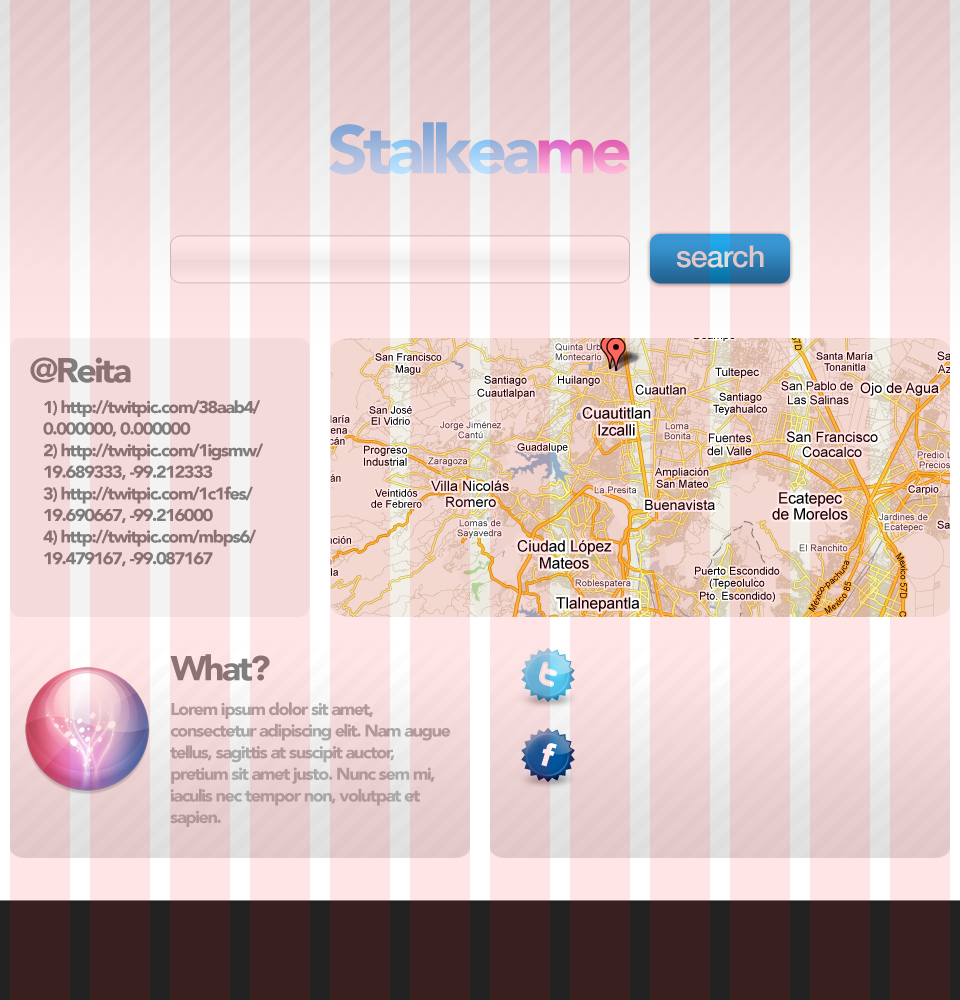 Stalkeame
search
@Reita
1) http://twitpic.com/38aab4/
0.000000, 0.000000
2) http://twitpic.com/1igsmw/
19.689333, -99.212333
3) http://twitpic.com/1c1fes/
19.690667, -99.216000
4) http://twitpic.com/mbps6/
19.479167, -99.087167
San Francisco
Magu
Quinta Urb
Montecarlo
Huilango
Santiago
Cuautlalpan
Cuautlan
Tultepec
Santa María
Tonanitla
San Pablo de
Las Salinas
Ojo de Agua
San José
El Vidrio
Cuautitlan
Izcalli
Santiago
Teyahualco
Jorge Jiménez
Cantú
Loma
Bonita
Fuentes
del Valle
San Francisco
Coacalco
Progreso
Industrial
Guadalupe
Zaragoza
Predio L
Precios
Ampliación
San Mateo
Villa Nicolás
Romero
Veintidós
de Febrero
La Presita
Buenavista
Ecatepec
de Morelos
Carpio
Jardines de
Ecatepec
Lomas de
Sayavedra
Ciudad López
Mateos
El Ranchito
Puerto Escondido
(Tepeolulco
Pto. Escondido)
Roblespatera
Tlalnepantla
México-pachuca
Mexico 85
Mexico 57D
What?
Lorem ipsum dolor sit amet,
consectetur adipiscing elit. Nam augue
tellus, sagittis at suscipit auctor,
pretium sit amet justo. Nunc sem mi,
iaculis nec tempor non, volutpat et
sapien.